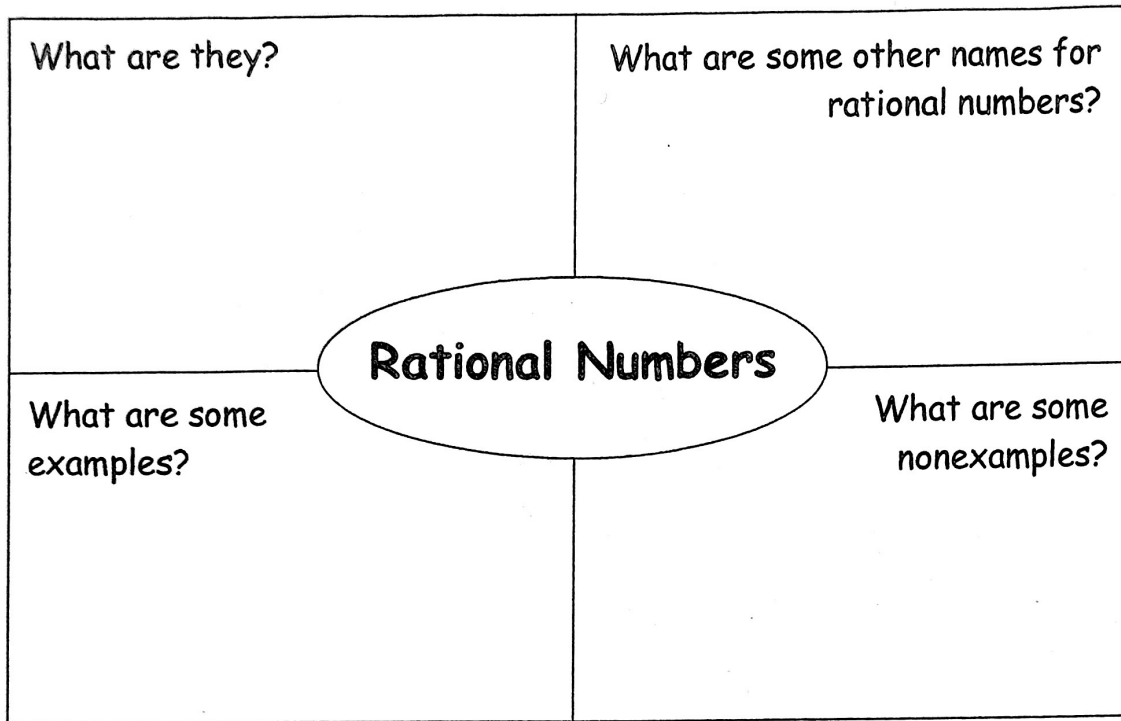 What are they?
What are some other names for
rational numbers?
Rational Numbers
What are some
examples?
What are some
nonexamples?